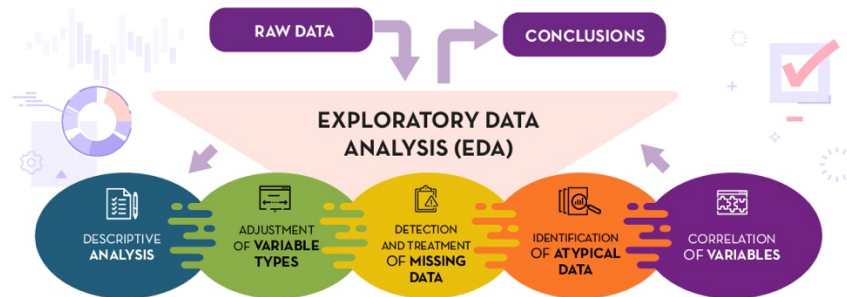 RAW DATA
CONCLUSIONS
EXPLORATORY DATA
ANALYSIS (EDA)
DESCRIPTIVE
ANALYSIS
ADJUSTMENT
OF VARIABLE
TYPES
DETECTION
AND TREATMENT
OF MISSING
DATA
IDENTIFICATION
OF ATYPICAL
DATA
CORRELATION
OF VARIABLES